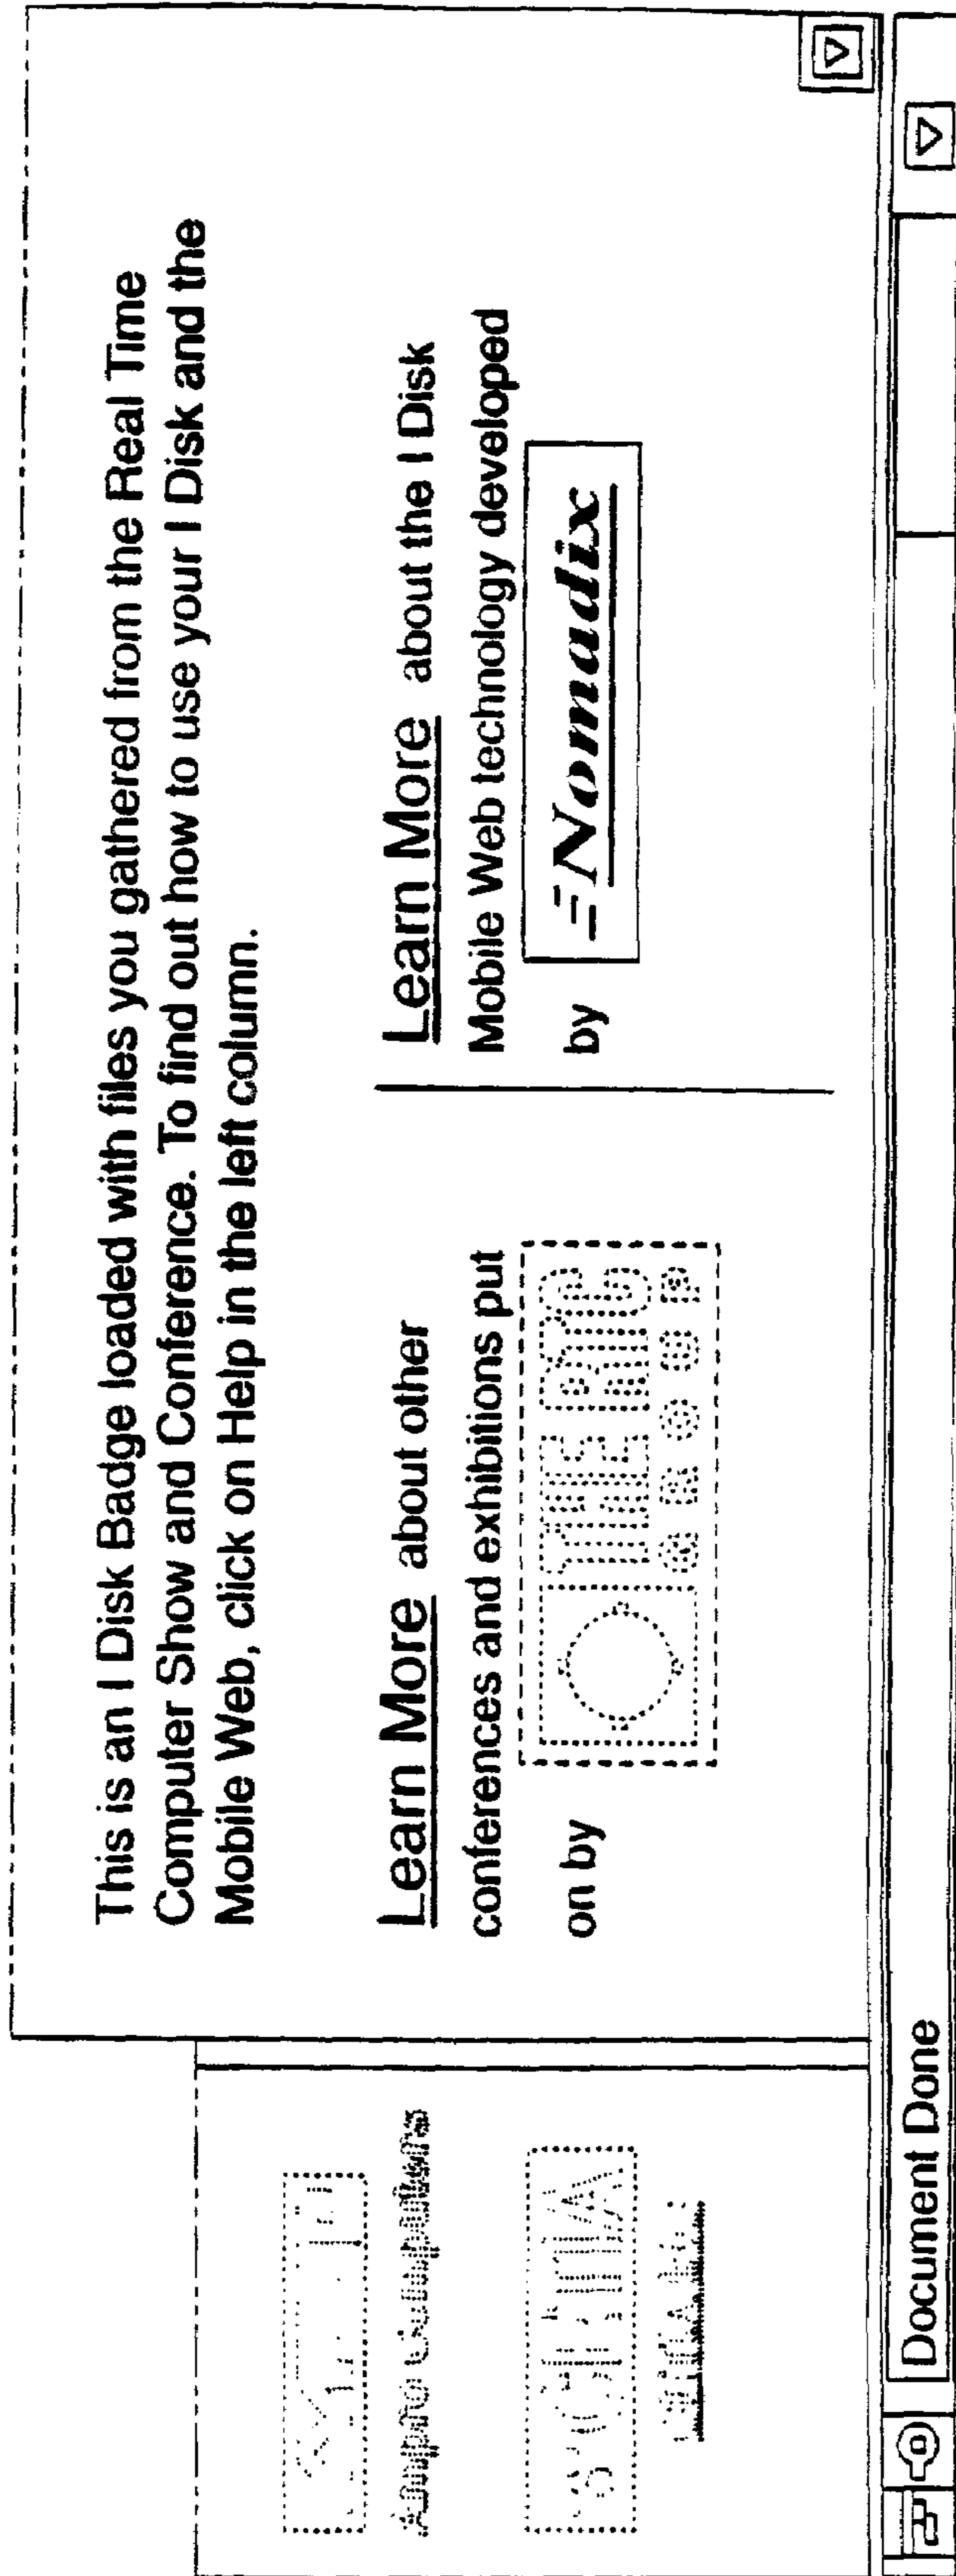 This is an I Disk Badge loaded with files you gathered from the Real Time
Computer Show and Conference. To find out how to use your I Disk and the
Mobile Web, click on Help in the left column.
Learn More about other
conferences and exhibitions put
on by
THE RTC
GROUP
Learn More about the I Disk
Mobile Web technology developed
by Nomadix
Document Done